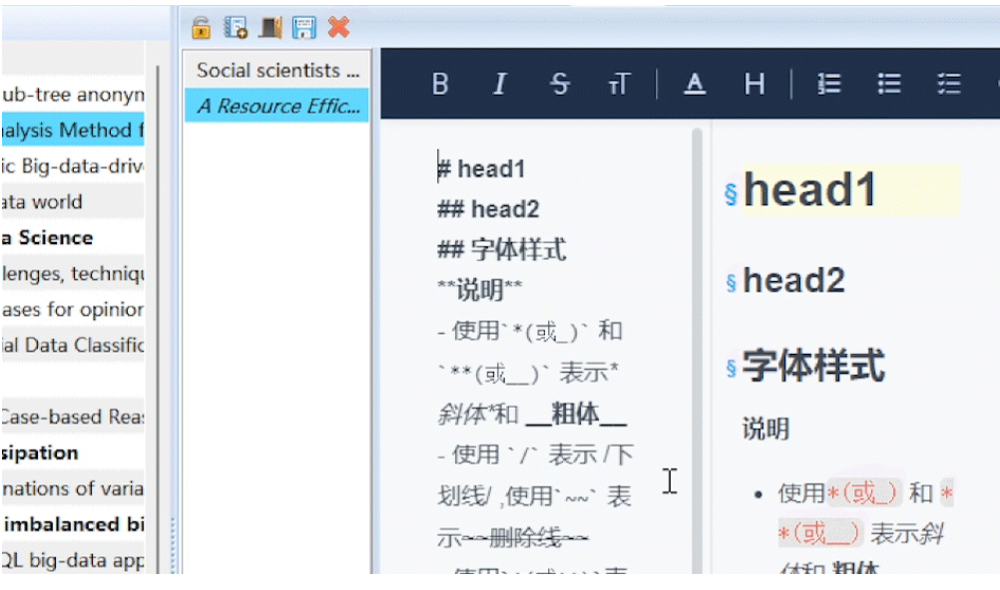 ub-tree anonym
alysis Method f
ic Big-data-driv
ata world
a Science
lenges, techniqu
ases for opinior
ial Data Classific
Case-based Reas
sipation
nations of varia
imbalanced bi
QL big-data app
Social scientists ...
A Resource Effic...
B I S TT A H
# head1
## head2
## 字体样式
**说明**
- 使用`*(或_)` 和
`**(或__)` 表示*
斜体*和 __粗体__
- 使用 `/` 表示 /下
划线/ ,使用`~~` 表
示~~删除线~~
§ head1
§ head2
§ 字体样式
说明
• 使用*(或_) 和 *
*(或__) 表示斜
体和 粗体